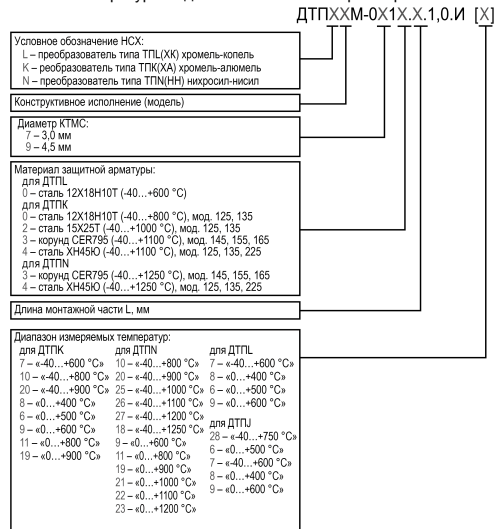 ДТПХХМ-0Х1Х.Х.1,0.И [Х]
Условное обозначение НСХ:
L – преобразователь типа ТПL(ХК) хромель-копель
K – преобразователь типа ТПК(ХА) хромель-алюмель
N – преобразователь типа ТПN(НН) нихросил-нисил
Конструктивное исполнение (модель)
Диаметр КТМС:
7 – 3,0 мм
9 – 4,5 мм
Материал защитной арматуры:
для ДТПL
0 – сталь 12Х18Н10Т (-40…+600 °С)
для ДТПК
0 – сталь 12Х18Н10Т (-40…+800 °С), мод. 125, 135
2 – сталь 15Х25Т (-40…+1000 °С), мод. 125, 135
3 – корунд CER795 (-40…+1100 °С), мод. 145, 155, 165
4 – сталь ХН45Ю (-40…+1100 °С), мод. 125, 135, 225
для ДТПN
3 – корунд CER795 (-40…+1250 °С), мод. 145, 155, 165
4 – сталь ХН45Ю (-40…+1250 °С), мод. 125, 135, 225
Длина монтажной части L, мм
Диапазон измеряемых температур:
для ДТПК
7 – «-40…+600 °С»
10 – «-40…+800 °С»
20 – «-40…+900 °С»
8 – «0…+400 °С»
6 – «0…+500 °С»
9 – «0…+600 °С»
11 – «0…+800 °С»
19 – «0…+900 °С»
для ДТПN
10 – «-40…+800 °С»
20 – «-40…+900 °С»
25 – «-40…+1000 °С»
26 – «-40…+1100 °С»
27 – «-40…+1200 °С»
18 – «-40…+1250 °С»
9 – «0…+600 °С»
11 – «0…+800 °С»
19 – «0…+900 °С»
21 – «0…+1000 °С»
22 – «0…+1100 °С»
23 – «0…+1200 °С»
для ДТПL
7 – «-40…+600 °С»
8 – «0…+400 °С»
6 – «0…+500 °С»
9 – «0…+600 °С»
для ДТПJ
28 – «-40…+750 °С»
6 – «0…+500 °С»
7 – «-40…+600 °С»
8 – «0…+400 °С»
9 – «0…+600 °С»